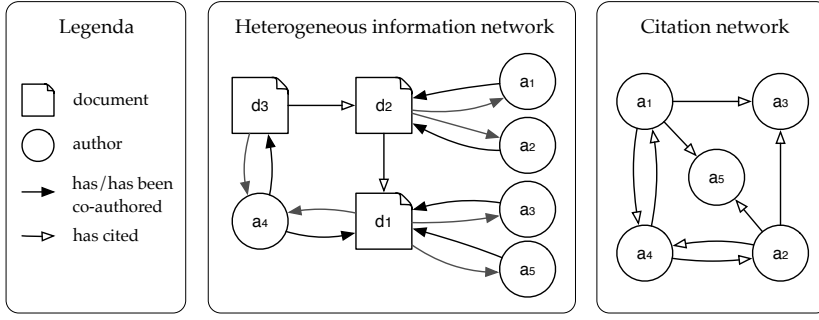 Legenda
document
author
has/has been
co-authored
has cited
Heterogeneous information network
d3
d2
a1
a2
a4
d1
a3
a5
Citation network
a1
a3
a5
a4
a2